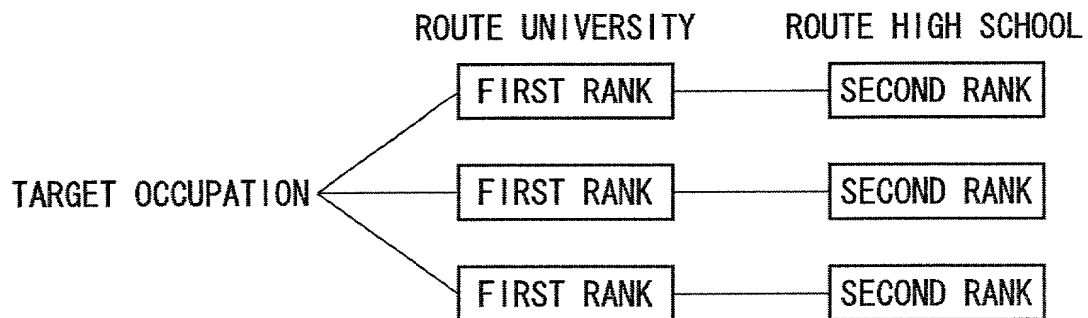 ROUTE UNIVERSITY ROUTE HIGH SCHOOL
FIRST RANK SECOND RANK
TARGET OCCUPATION FIRST RANK SECOND RANK
FIRST RANK SECOND RANK